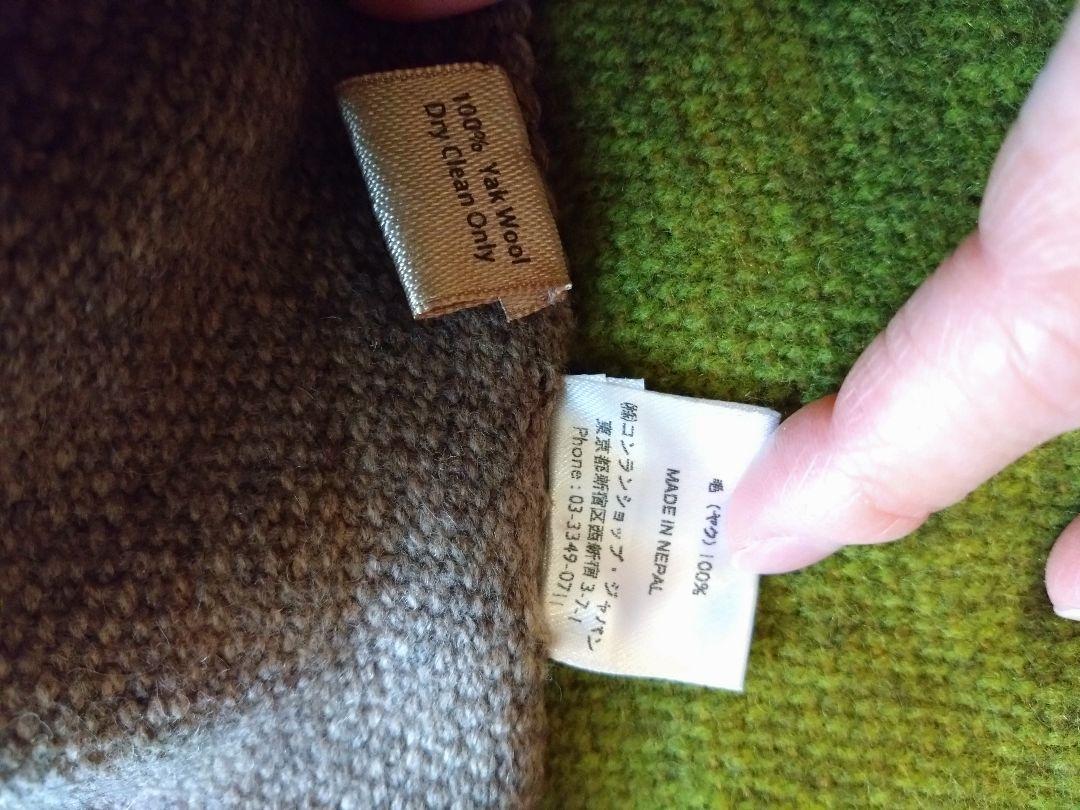 100% Yak Wool
Dry Clean Only
毛 (ヤク) 100%
MADE IN NEPAL
㈱コンランショップ・ジャパン
東京都新宿区西新宿3-7-1
Phone: 03-3349-0711